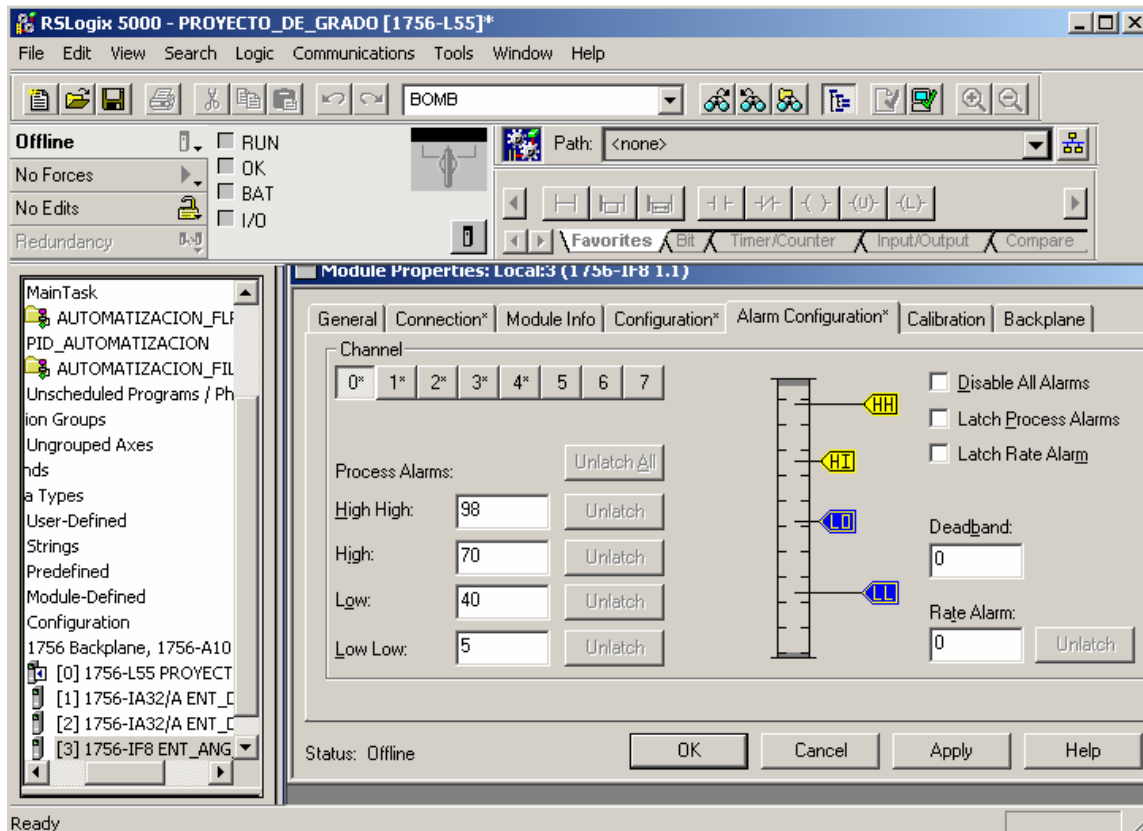 RSLogix 5000 - PROYECTO_DE_GRADO [1756-L55]*
File Edit View Search Logic Communications Tools Window Help
BOMB
Offline
RUN
No Forces
OK
No Edits
BAT
Redundancy
I/O
Path: <none>
Favorites Bit Timer/Counter Input/Output Compare
MainTask
AUTOMATIZACION_FLF
PID_AUTOMATIZACION
AUTOMATIZACION_FIL
Unscheduled Programs / Ph
ion Groups
Ungrouped Axes
nds
a Types
User-Defined
Strings
Predefined
Module-Defined
Configuration
1756 Backplane, 1756-A10
[0] 1756-L55 PROYECT
[1] 1756-IA32/A ENT_D
[2] 1756-IA32/A ENT_D
[3] 1756-IF8 ENT_ANG
Module Properties: Local:3 (1756-IF8 1.1)
General Connection* Module Info Configuration* Alarm Configuration* Calibration Backplane
Channel
0* 1* 2* 3* 4* 5 6 7
Process Alarms:
Unlatch All
High High: 98 Unlatch
High: 70 Unlatch
Low: 40 Unlatch
Low Low: 5 Unlatch
HH
HI
LO
LL
Disable All Alarms
Latch Process Alarms
Latch Rate Alarm
Deadband:
0
Rate Alarm:
0 Unlatch
Status: Offline
OK Cancel Apply Help
Ready